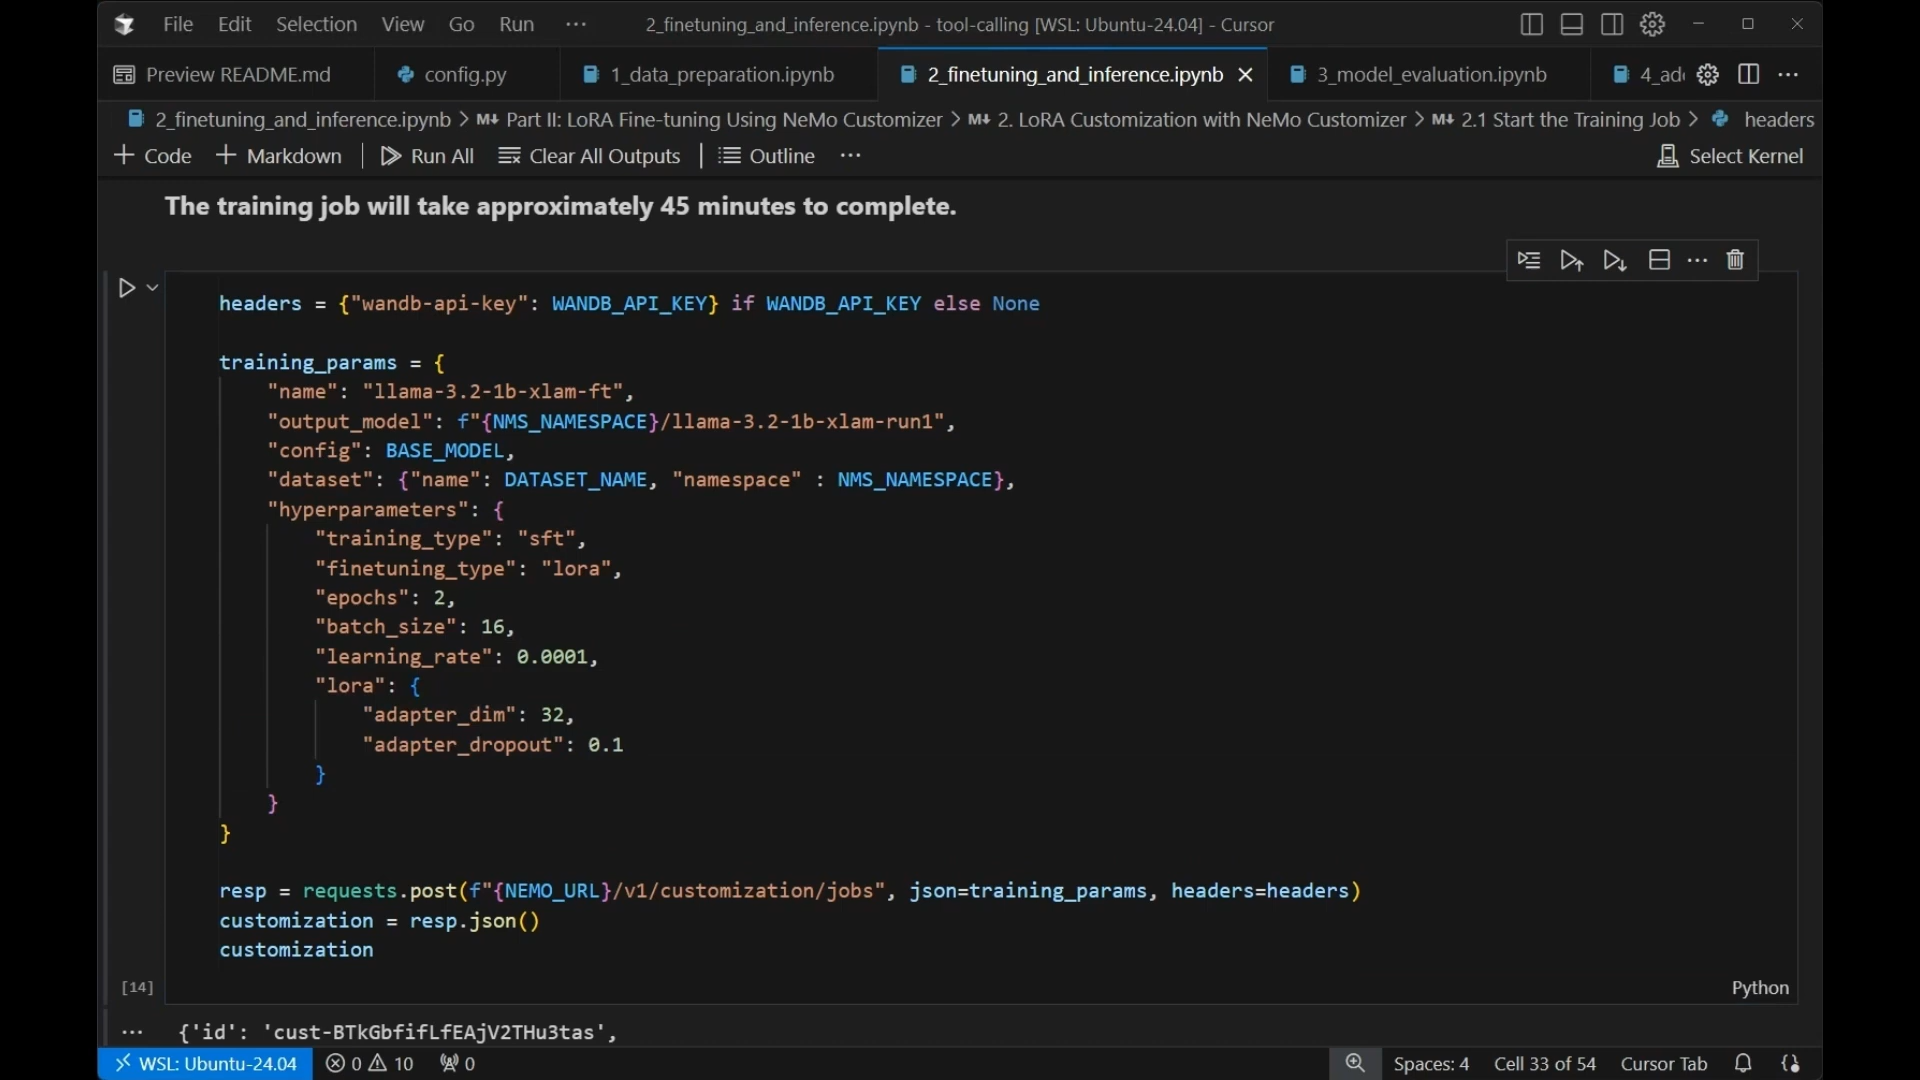 File Edit Selection View Go Run ··· 2_finetuning_and_inference.ipynb - tool-calling [WSL: Ubuntu-24.04] - Cursor
Preview README.md config.py 1_data_preparation.ipynb 2_finetuning_and_inference.ipynb 3_model_evaluation.ipynb 4_ad
2_finetuning_and_inference.ipynb > M↓ Part II: LoRA Fine-tuning Using NeMo Customizer > M↓ 2. LoRA Customization with NeMo Customizer > M↓ 2.1 Start the Training Job > headers
+ Code + Markdown Run All Clear All Outputs Outline ··· Select Kernel
The training job will take approximately 45 minutes to complete.
headers = {"wandb-api-key": WANDB_API_KEY} if WANDB_API_KEY else None
training_params = {
"name": "llama-3.2-1b-xlam-ft",
"output_model": f"{NMS_NAMESPACE}/llama-3.2-1b-xlam-run1",
"config": BASE_MODEL,
"dataset": {"name": DATASET_NAME, "namespace" : NMS_NAMESPACE},
"hyperparameters": {
"training_type": "sft",
"finetuning_type": "lora",
"epochs": 2,
"batch_size": 16,
"learning_rate": 0.0001,
"lora": {
"adapter_dim": 32,
"adapter_dropout": 0.1
}
}
}
resp = requests.post(f"{NEMO_URL}/v1/customization/jobs", json=training_params, headers=headers)
customization = resp.json()
customization
[14] Python
··· {'id': 'cust-BTkGbfifLfEAjV2THu3tas',
WSL: Ubuntu-24.04 0 10 0 Spaces: 4 Cell 33 of 54 Cursor Tab